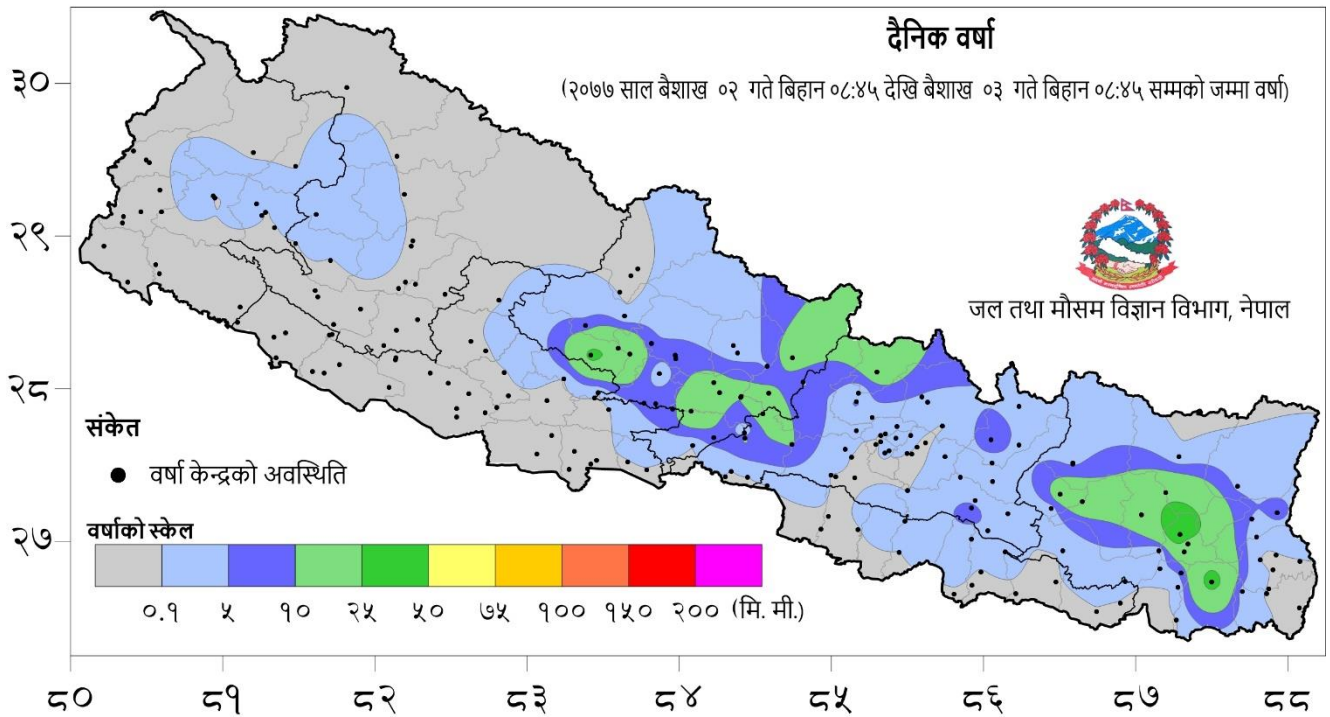 दैनिक वर्षा
(२०७७ साल बैशाख ०२ गते बिहान ०८:४५ देखि बैशाख ०३ गते बिहान ०८:४५ सम्मको जम्मा वर्षा)
३०
२९
२८
२७
जल तथा मौसम विज्ञान विभाग, नेपाल
संकेत
वर्षा केन्द्रको अवस्थिति
वर्षाको स्केल
०.१ ५ १० २५ ५० ७५ १०० १५० २०० (मि. मी.)
८० ८१ ८२ ८३ ८४ ८५ ८६ ८७ ८८